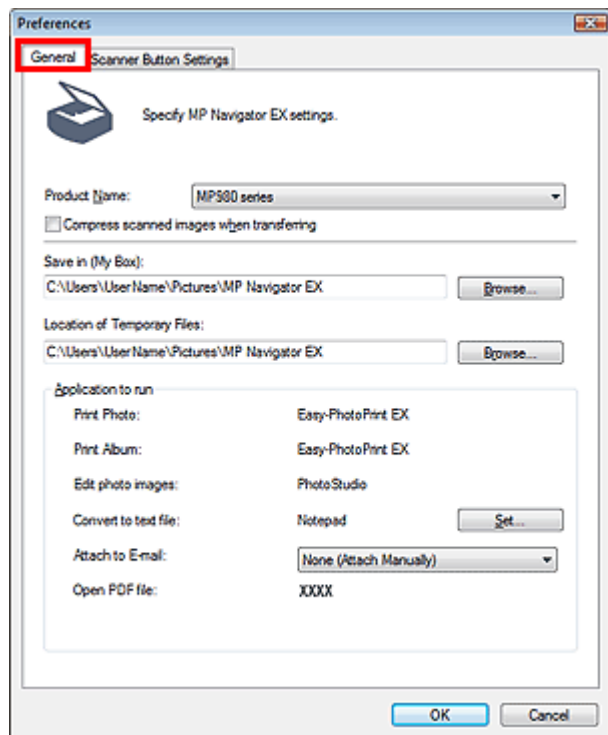 Preferences
General Scanner Button Settings
Specify MP Navigator EX settings.
Product Name: MP980 series
Compress scanned images when transferring
Save in (My Box):
C:\Users\UserName\Pictures\MP Navigator EX Browse...
Location of Temporary Files:
C:\Users\UserName\Pictures\MP Navigator EX Browse...
Application to run
Print Photo: Easy-PhotoPrint EX
Print Album: Easy-PhotoPrint EX
Edit photo images: PhotoStudio
Convert to text file: Notepad Set...
Attach to E-mail: None (Attach Manually)
Open PDF file: XXXX
OK Cancel